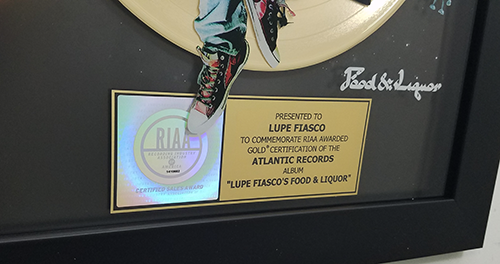 Food & Liquor
RIAA
CERTIFIED SALES AWARD
PRESENTED TO
LUPE FIASCO
TO COMMEMORATE RIAA AWARDED
GOLD® CERTIFICATION OF THE
ATLANTIC RECORDS
ALBUM
"LUPE FIASCO'S FOOD & LIQUOR"